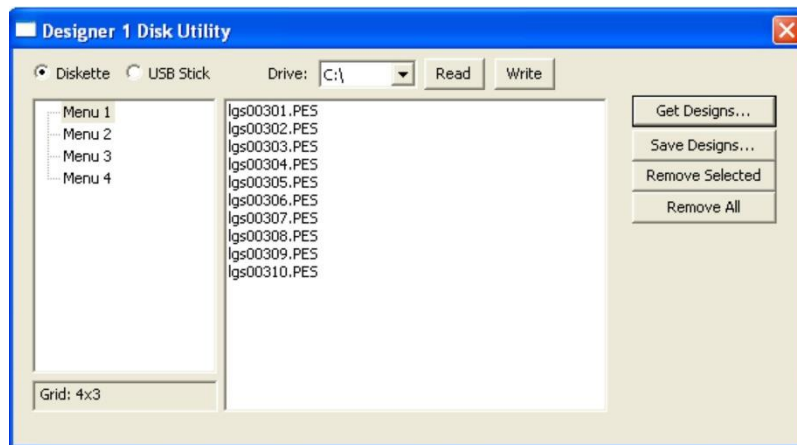 Designer 1 Disk Utility
Diskette USB Stick Drive: C:\ Read Write
Menu 1
Menu 2
Menu 3
Menu 4
Grid: 4x3
lgs00301.PES
lgs00302.PES
lgs00303.PES
lgs00304.PES
lgs00305.PES
lgs00306.PES
lgs00307.PES
lgs00308.PES
lgs00309.PES
lgs00310.PES
Get Designs...
Save Designs...
Remove Selected
Remove All